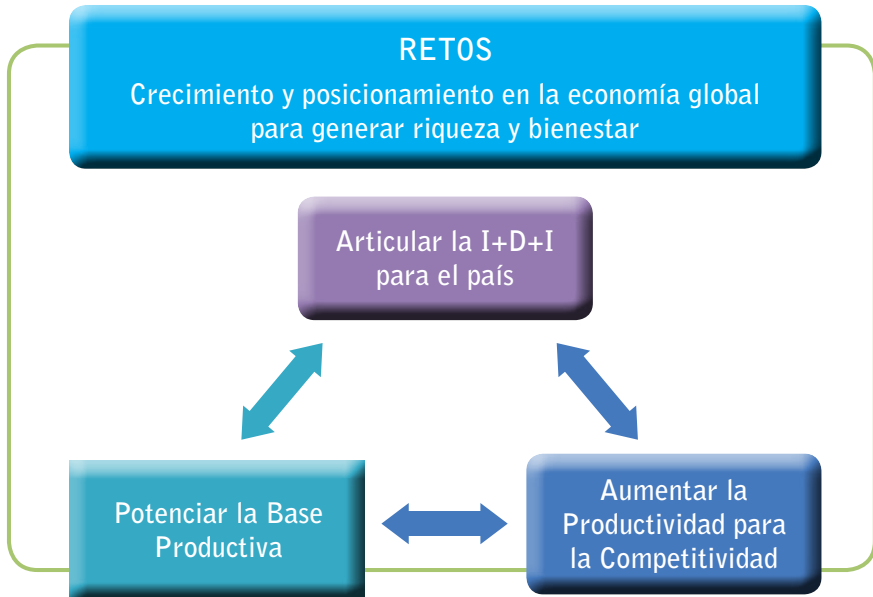 RETOS
Crecimiento y posicionamiento en la economía global
para generar riqueza y bienestar
Articular la I+D+I
para el país
Potenciar la Base
Productiva
Aumentar la
Productividad para
la Competitividad